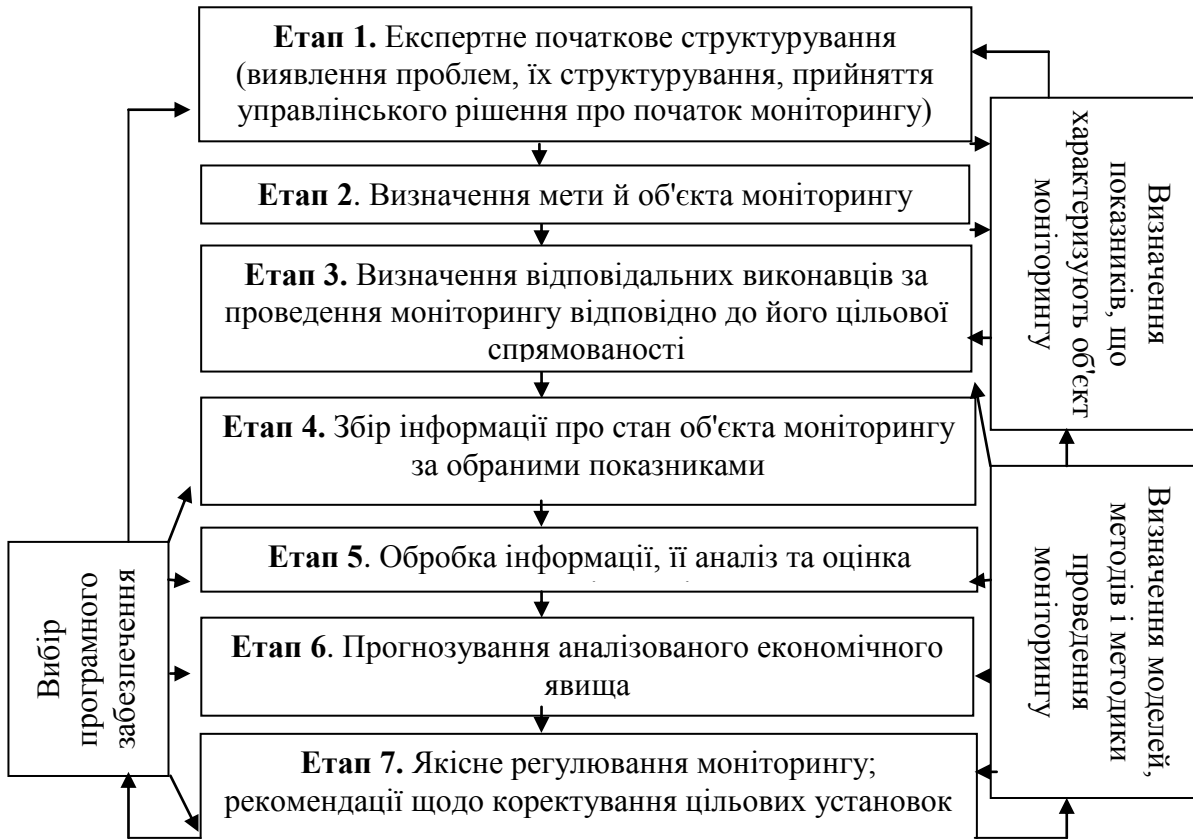 Етап 1. Експертне початкове структурування
(виявлення проблем, їх структурування, прийняття
управлінського рішення про початок моніторингу)
Етап 2. Визначення мети й об'єкта моніторингу
Етап 3. Визначення відповідальних виконавців за
проведення моніторингу відповідно до його цільової
спрямованості
Етап 4. Збір інформації про стан об'єкта моніторингу
за обраними показниками
Етап 5. Обробка інформації, її аналіз та оцінка
Етап 6. Прогнозування аналізованого економічного
явища
Етап 7. Якісне регулювання моніторингу;
рекомендації щодо коректування цільових установок
Вибір
програмного
забезпечення
Визначення
показників, що
характеризують об'єкт
моніторингу
Визначення моделей,
методів і методики
проведення
моніторингу